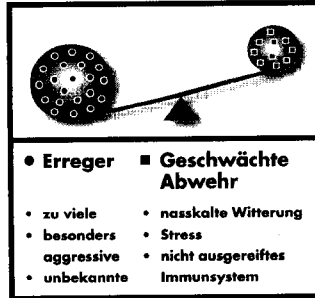 ● Erreger
■ Geschwächte
Abwehr
• zu viele
• besonders
aggressive
• unbekannte
• nasskalte Witterung
• Stress
• nicht ausgereiftes
Immunsystem